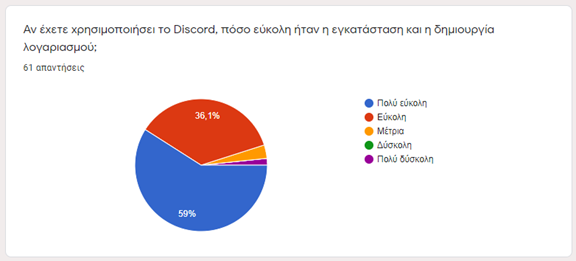 Αν έχετε χρησιμοποιήσει το Discord, πόσο εύκολη ήταν η εγκατάσταση και η δημιουργία
λογαριασμού;
61 απαντήσεις
36,1%
59%
Πολύ εύκολη
Εύκολη
Μέτρια
Δύσκολη
Πολύ δύσκολη